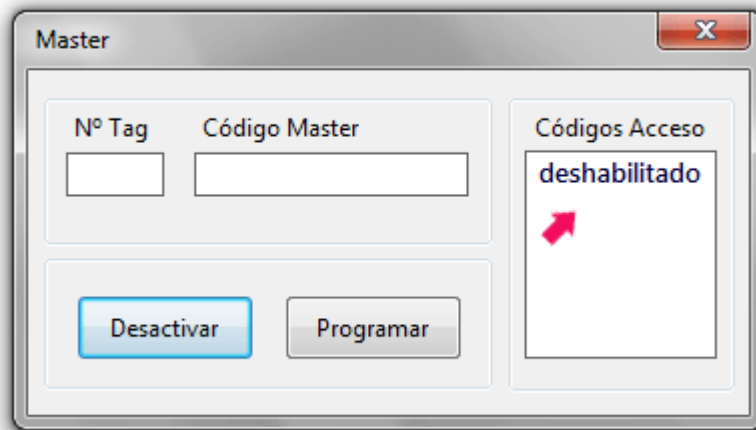 Master
Nº Tag
Código Master
Códigos Acceso
deshabilitado
Desactivar
Programar